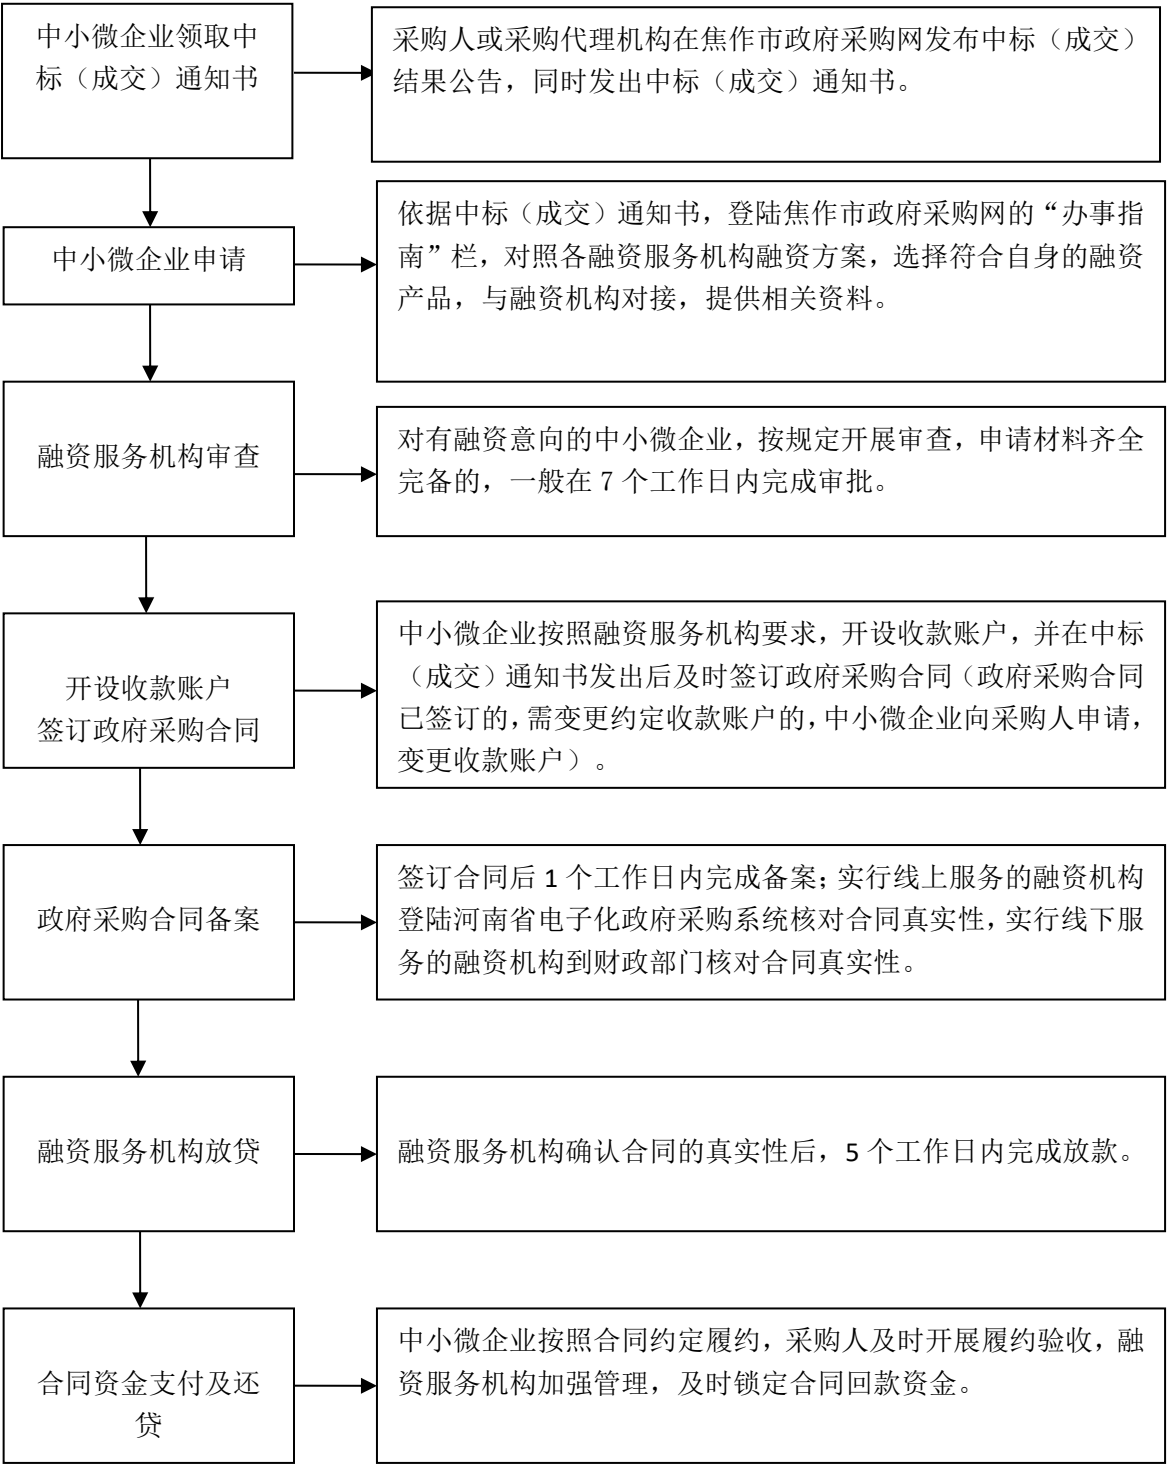 中小微企业领取中
标（成交）通知书
采购人或采购代理机构在焦作市政府采购网发布中标（成交）
结果公告，同时发出中标（成交）通知书。
中小微企业申请
依据中标（成交）通知书，登陆焦作市政府采购网的“办事指
南”栏，对照各融资服务机构融资方案，选择符合自身的融资
产品，与融资机构对接，提供相关资料。
融资服务机构审查
对有融资意向的中小微企业，按规定开展审查，申请材料齐全
完备的，一般在 7 个工作日内完成审批。
开设收款账户
签订政府采购合同
中小微企业按照融资服务机构要求，开设收款账户，并在中标
（成交）通知书发出后及时签订政府采购合同（政府采购合同
已签订的，需变更约定收款账户的，中小微企业向采购人申请，
变更收款账户）。
政府采购合同备案
签订合同后 1 个工作日内完成备案；实行线上服务的融资机构
登陆河南省电子化政府采购系统核对合同真实性，实行线下服
务的融资机构到财政部门核对合同真实性。
融资服务机构放贷
融资服务机构确认合同的真实性后，5 个工作日内完成放款。
合同资金支付及还
贷
中小微企业按照合同约定履约，采购人及时开展履约验收，融
资服务机构加强管理，及时锁定合同回款资金。